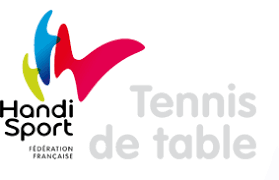 Handi
Sport
FÉDÉRATION
FRANÇAISE
Tennis
de table